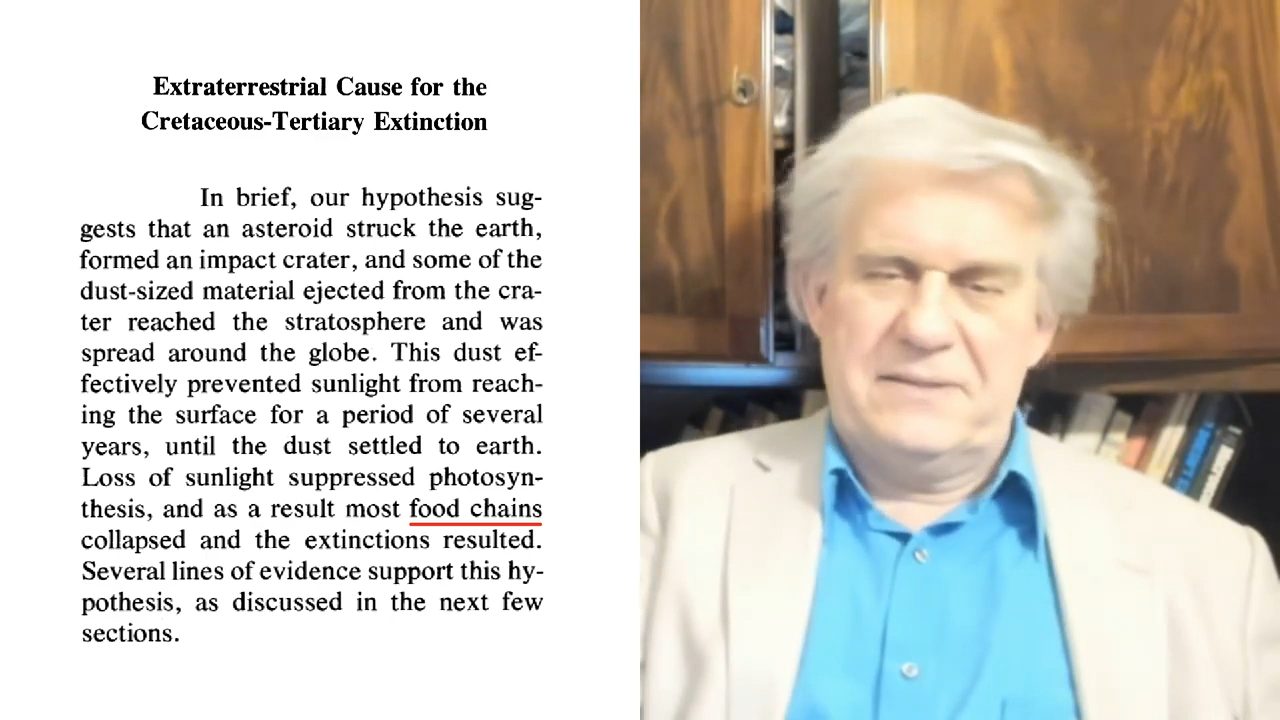 Extraterrestrial Cause for the
Cretaceous-Tertiary Extinction
In brief, our hypothesis sug-
gests that an asteroid struck the earth,
formed an impact crater, and some of the
dust-sized material ejected from the cra-
ter reached the stratosphere and was
spread around the globe. This dust ef-
fectively prevented sunlight from reach-
ing the surface for a period of several
years, until the dust settled to earth.
Loss of sunlight suppressed photosyn-
thesis, and as a result most food chains
collapsed and the extinctions resulted.
Several lines of evidence support this hy-
pothesis, as discussed in the next few
sections.